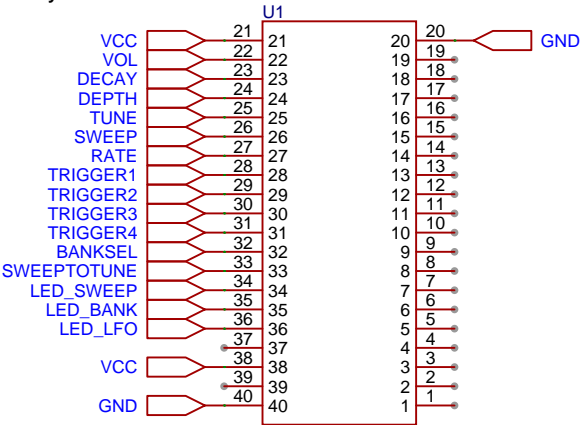 U1
VCC 21 21 20 20 GND
VOL 22 22 19 19
DECAY 23 23 18 18
DEPTH 24 24 17 17
TUNE 25 25 16 16
SWEEP 26 26 15 15
RATE 27 27 14 14
TRIGGER1 28 28 13 13
TRIGGER2 29 29 12 12
TRIGGER3 30 30 11 11
TRIGGER4 31 31 10 10
BANKSEL 32 32 9 9
SWEEPTOTUNE 33 33 8 8
LED_SWEEP 34 34 7 7
LED_BANK 35 35 6 6
LED_LFO 36 36 5 5
37 37 4 4
VCC 38 38 3 3
39 39 2 2
GND 40 40 1 1